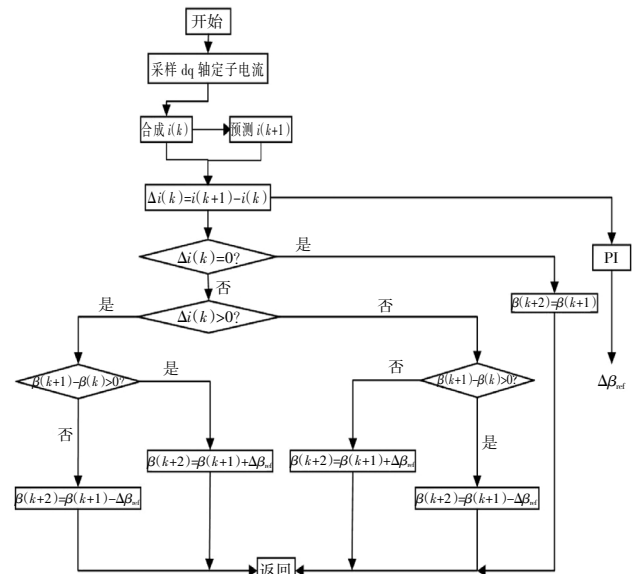 开始
采样 dq 轴定子电流
合成 i(k)
预测 i(k+1)
Δi(k)=i(k+1)-i(k)
是
Δi(k)=0?
PI
否
β(k+2)=β(k+1)
是
Δi(k)>0?
否
Δβref
β(k+1)-β(k)>0?
是
否
β(k+1)-β(k)>0?
否
是
β(k+2)=β(k+1)+Δβref
β(k+2)=β(k+1)+Δβref
β(k+2)=β(k+1)-Δβref
β(k+2)=β(k+1)-Δβref
返回